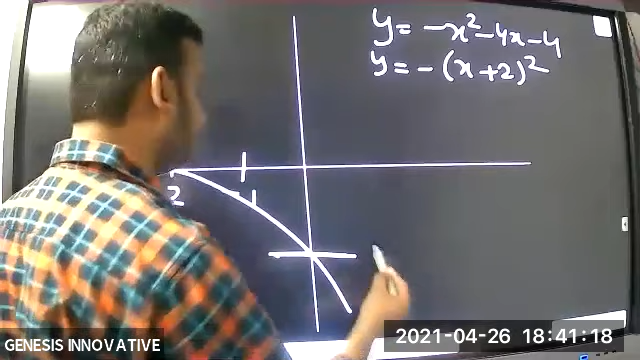 y = -x² - 4x - 4
y = - (x + 2)²
2
GENESIS INNOVATIVE
2021-04-26 18:41:18